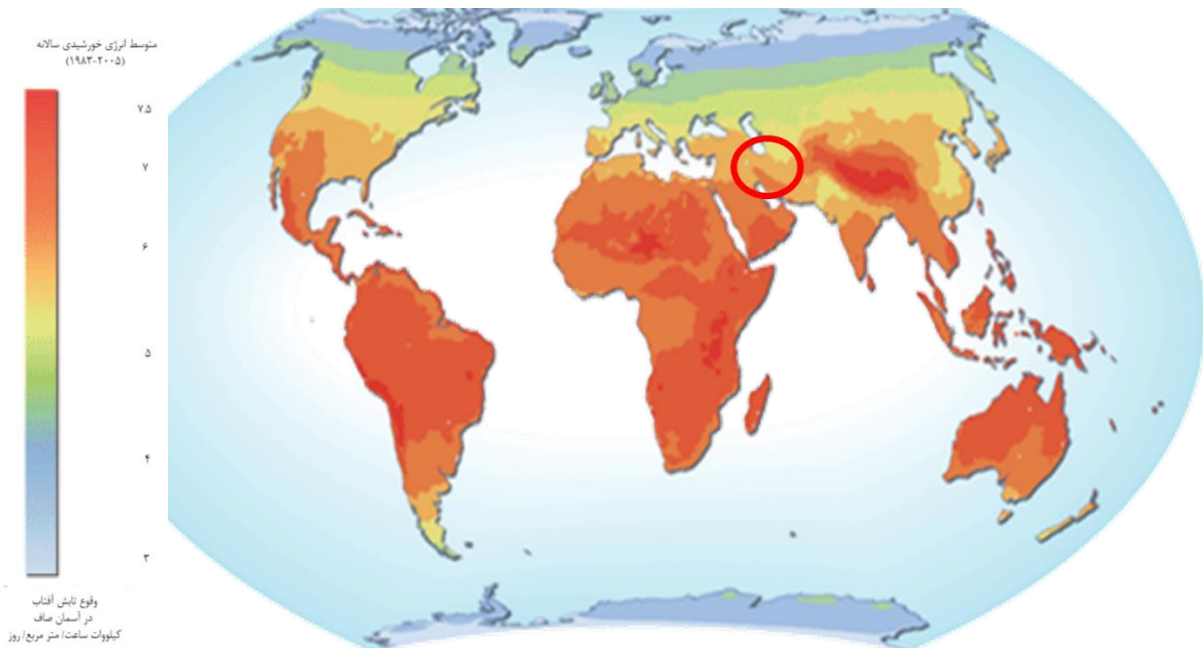 متوسط انرژی خورشیدی سالانه
(۱۹۸۳-۲۰۰۵)
۷.۵
۷
۶
۵
۴
۳
وقوع تابش آفتاب
در آسمان صاف
کیلووات ساعت/ متر مربع/ روز